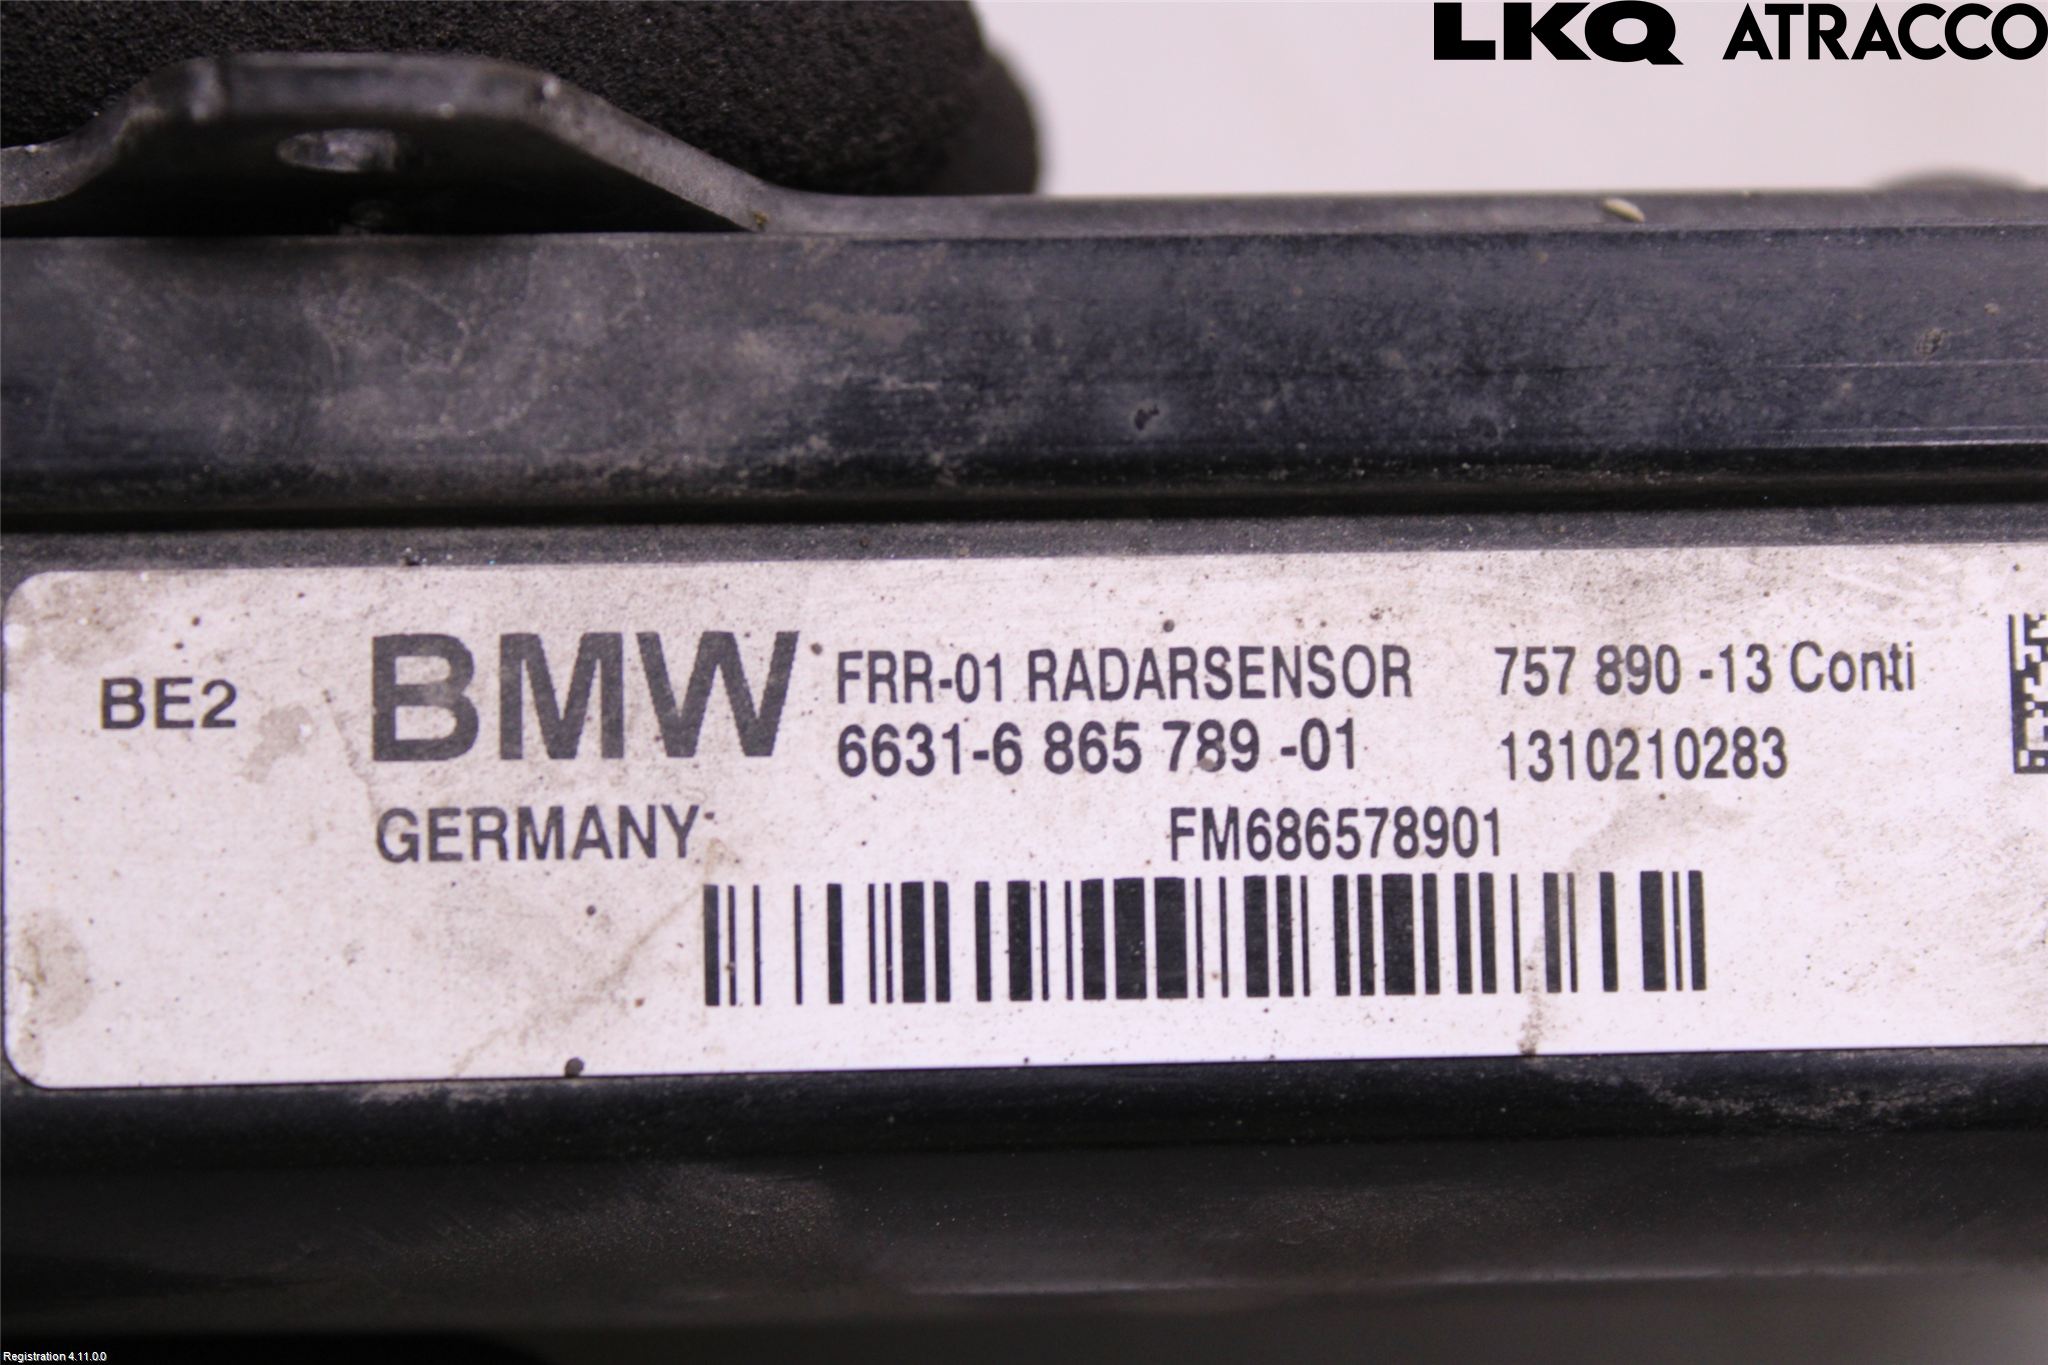 LKQ ATRACCO
BE2
BMW
GERMANY
FRR-01 RADARSENSOR 757 890 -13 Conti
6631-6 865 789 -01 1310210283
FM686578901
Registration 4.11.0.0